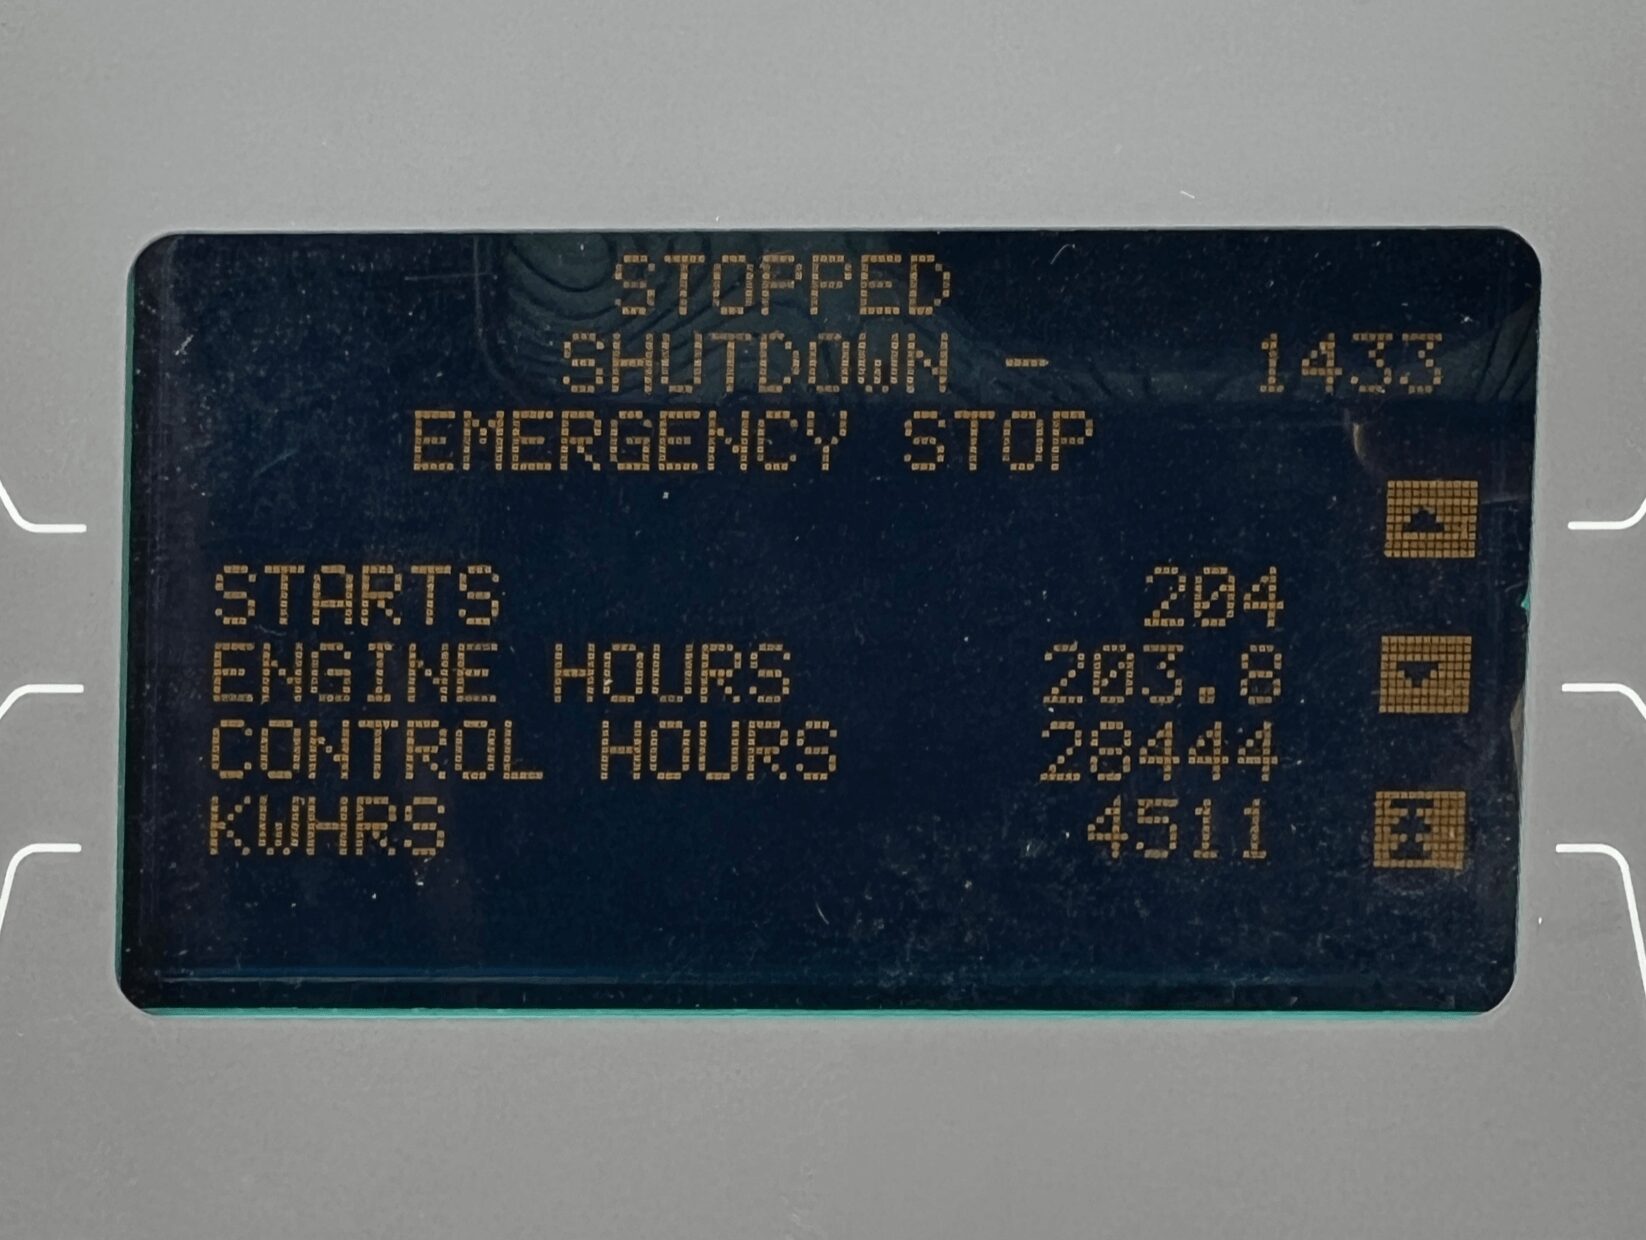 STOPPED
SHUTDOWN - 1433
EMERGENCY STOP
STARTS 204
ENGINE HOURS 203.8
CONTROL HOURS 28444
KWHRS 4511